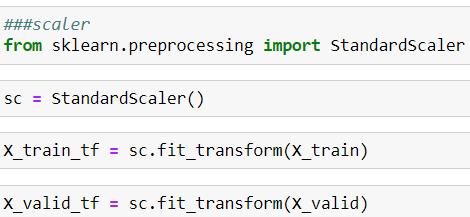 ###scaler
from sklearn.preprocessing import StandardScaler
sc = StandardScaler()
X_train_tf = sc.fit_transform(X_train)
X_valid_tf = sc.fit_transform(X_valid)